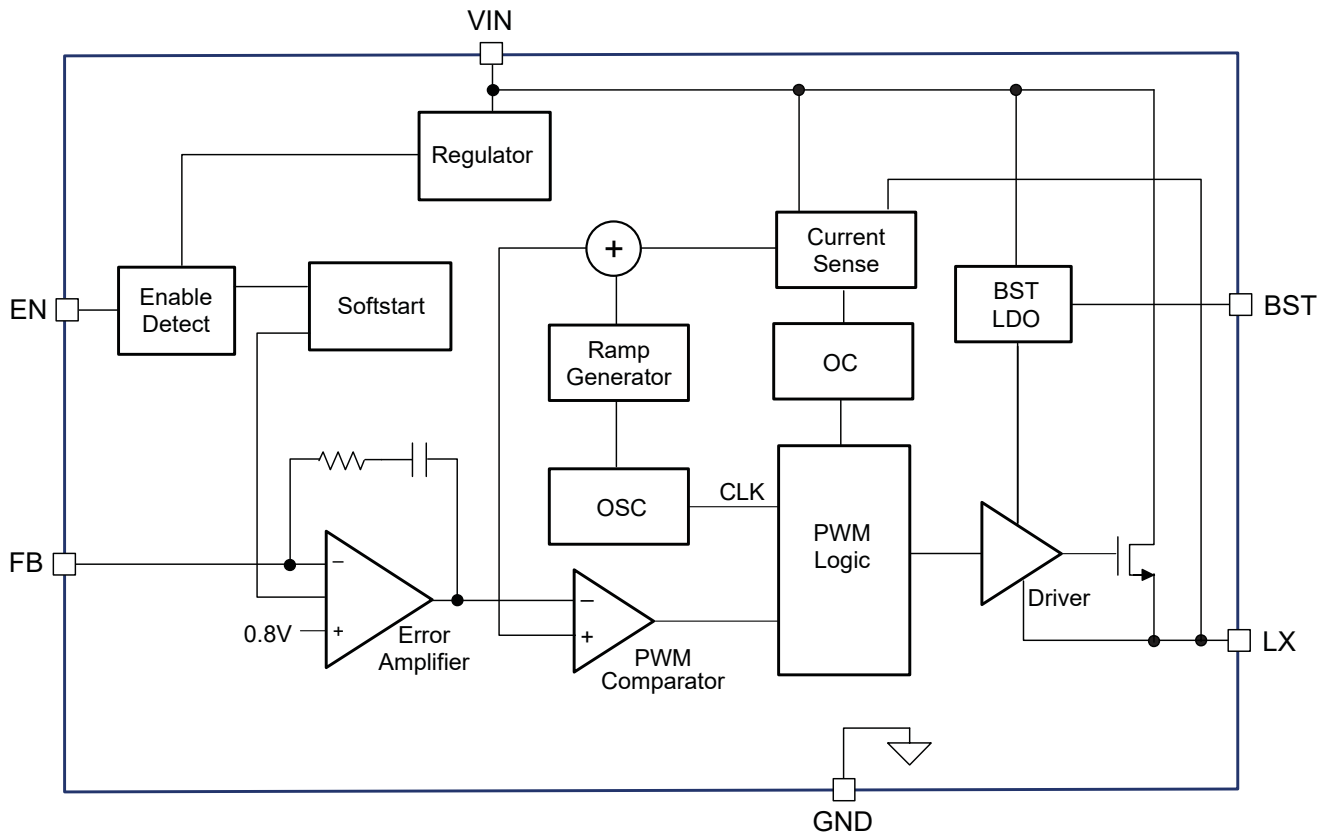 VIN
Regulator
+
Current
Sense
EN
Enable
Detect
Softstart
BST
LDO
BST
Ramp
Generator
OC
OSC
CLK
PWM
Logic
FB
−
0.8V
+
Error
Amplifier
−
+
PWM
Comparator
Driver
LX
GND